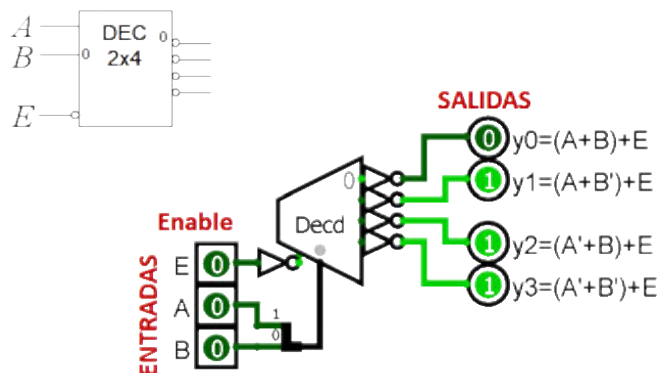 A
B
E
0
DEC
2x4
0
SALIDAS
0 y0=(A+B)+E
1 y1=(A+B')+E
1 y2=(A'+B)+E
1 y3=(A'+B')+E
0
Decd
Enable
ENTRADAS
E 0
A 0
B 0
1
0